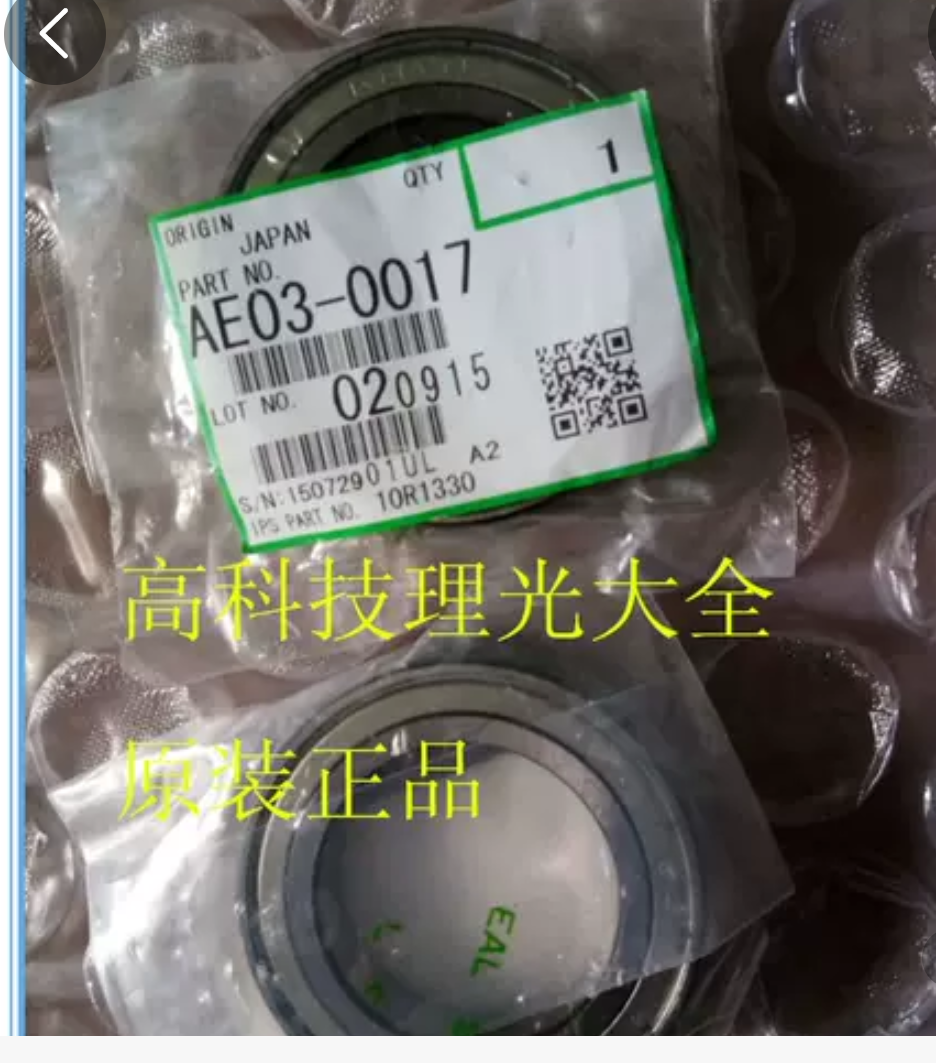 QTY 1
ORIGIN
JAPAN
PART NO.
AE03-0017
LOT NO. 020915
S/N:15072901UL A2
IPS PART NO. 10R1330
高科技理光大全
原装正品
EAL